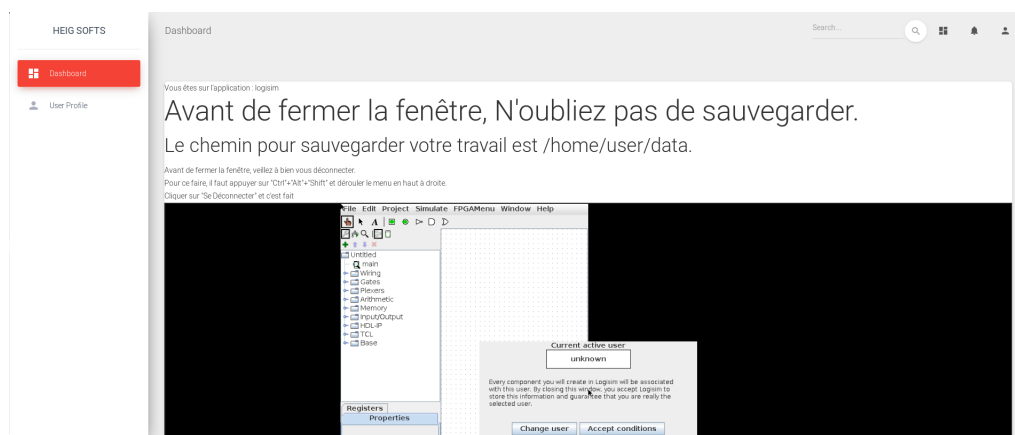 HEIG SOFTS
Dashboard
Search...
Dashboard
User Profile
Vous êtes sur l'application : logisim
Avant de fermer la fenêtre, N'oubliez pas de sauvegarder.
Le chemin pour sauvegarder votre travail est /home/user/data.
Avant de fermer la fenêtre, veillez à bien vous déconnecter.
Pour ce faire, il faut appuyer sur "Ctrl"+"Alt"+"Shift" et dérouler le menu en haut à droite.
Cliquer sur "Se Déconnecter" et c'est fait
File Edit Project Simulate FPGAMenu Window Help
A
Untitled
main
Wiring
Gates
Plexers
Arithmetic
Memory
Input/Output
HDL-IP
TCL
Base
Current active user
unknown
Every component you will create in Logisim will be associated
with this user. By closing this window, you accept Logisim to
store this information and guarantee that you are really the
selected user.
Registers
Properties
Change user Accept conditions